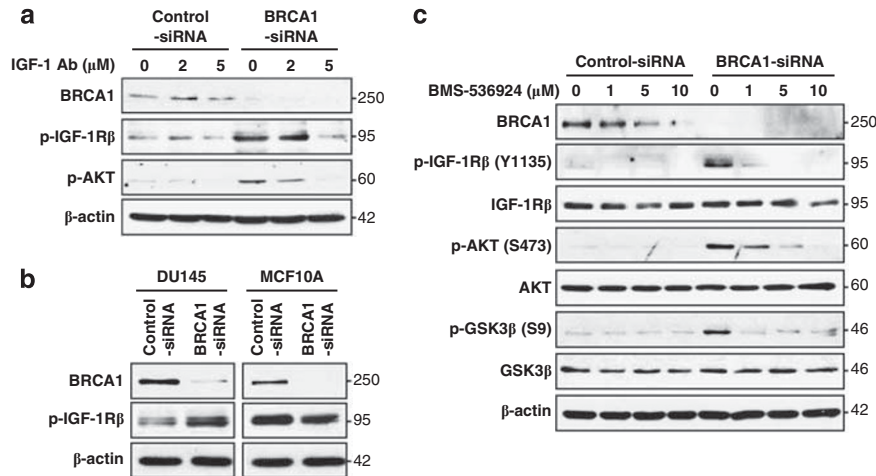 a
Control
-siRNA
BRCA1
-siRNA
IGF-1 Ab (μM)
0 2 5 0 2 5
BRCA1
250
p-IGF-1Rβ
95
p-AKT
60
β-actin
42
b
DU145
MCF10A
Control
-siRNA
BRCA1
-siRNA
Control
-siRNA
BRCA1
-siRNA
BRCA1
250
p-IGF-1Rβ
95
β-actin
42
c
Control-siRNA
BRCA1-siRNA
BMS-536924 (μM)
0 1 5 10 0 1 5 10
BRCA1
250
p-IGF-1Rβ (Y1135)
95
IGF-1Rβ
95
p-AKT (S473)
60
AKT
60
p-GSK3β (S9)
46
GSK3β
46
β-actin
42